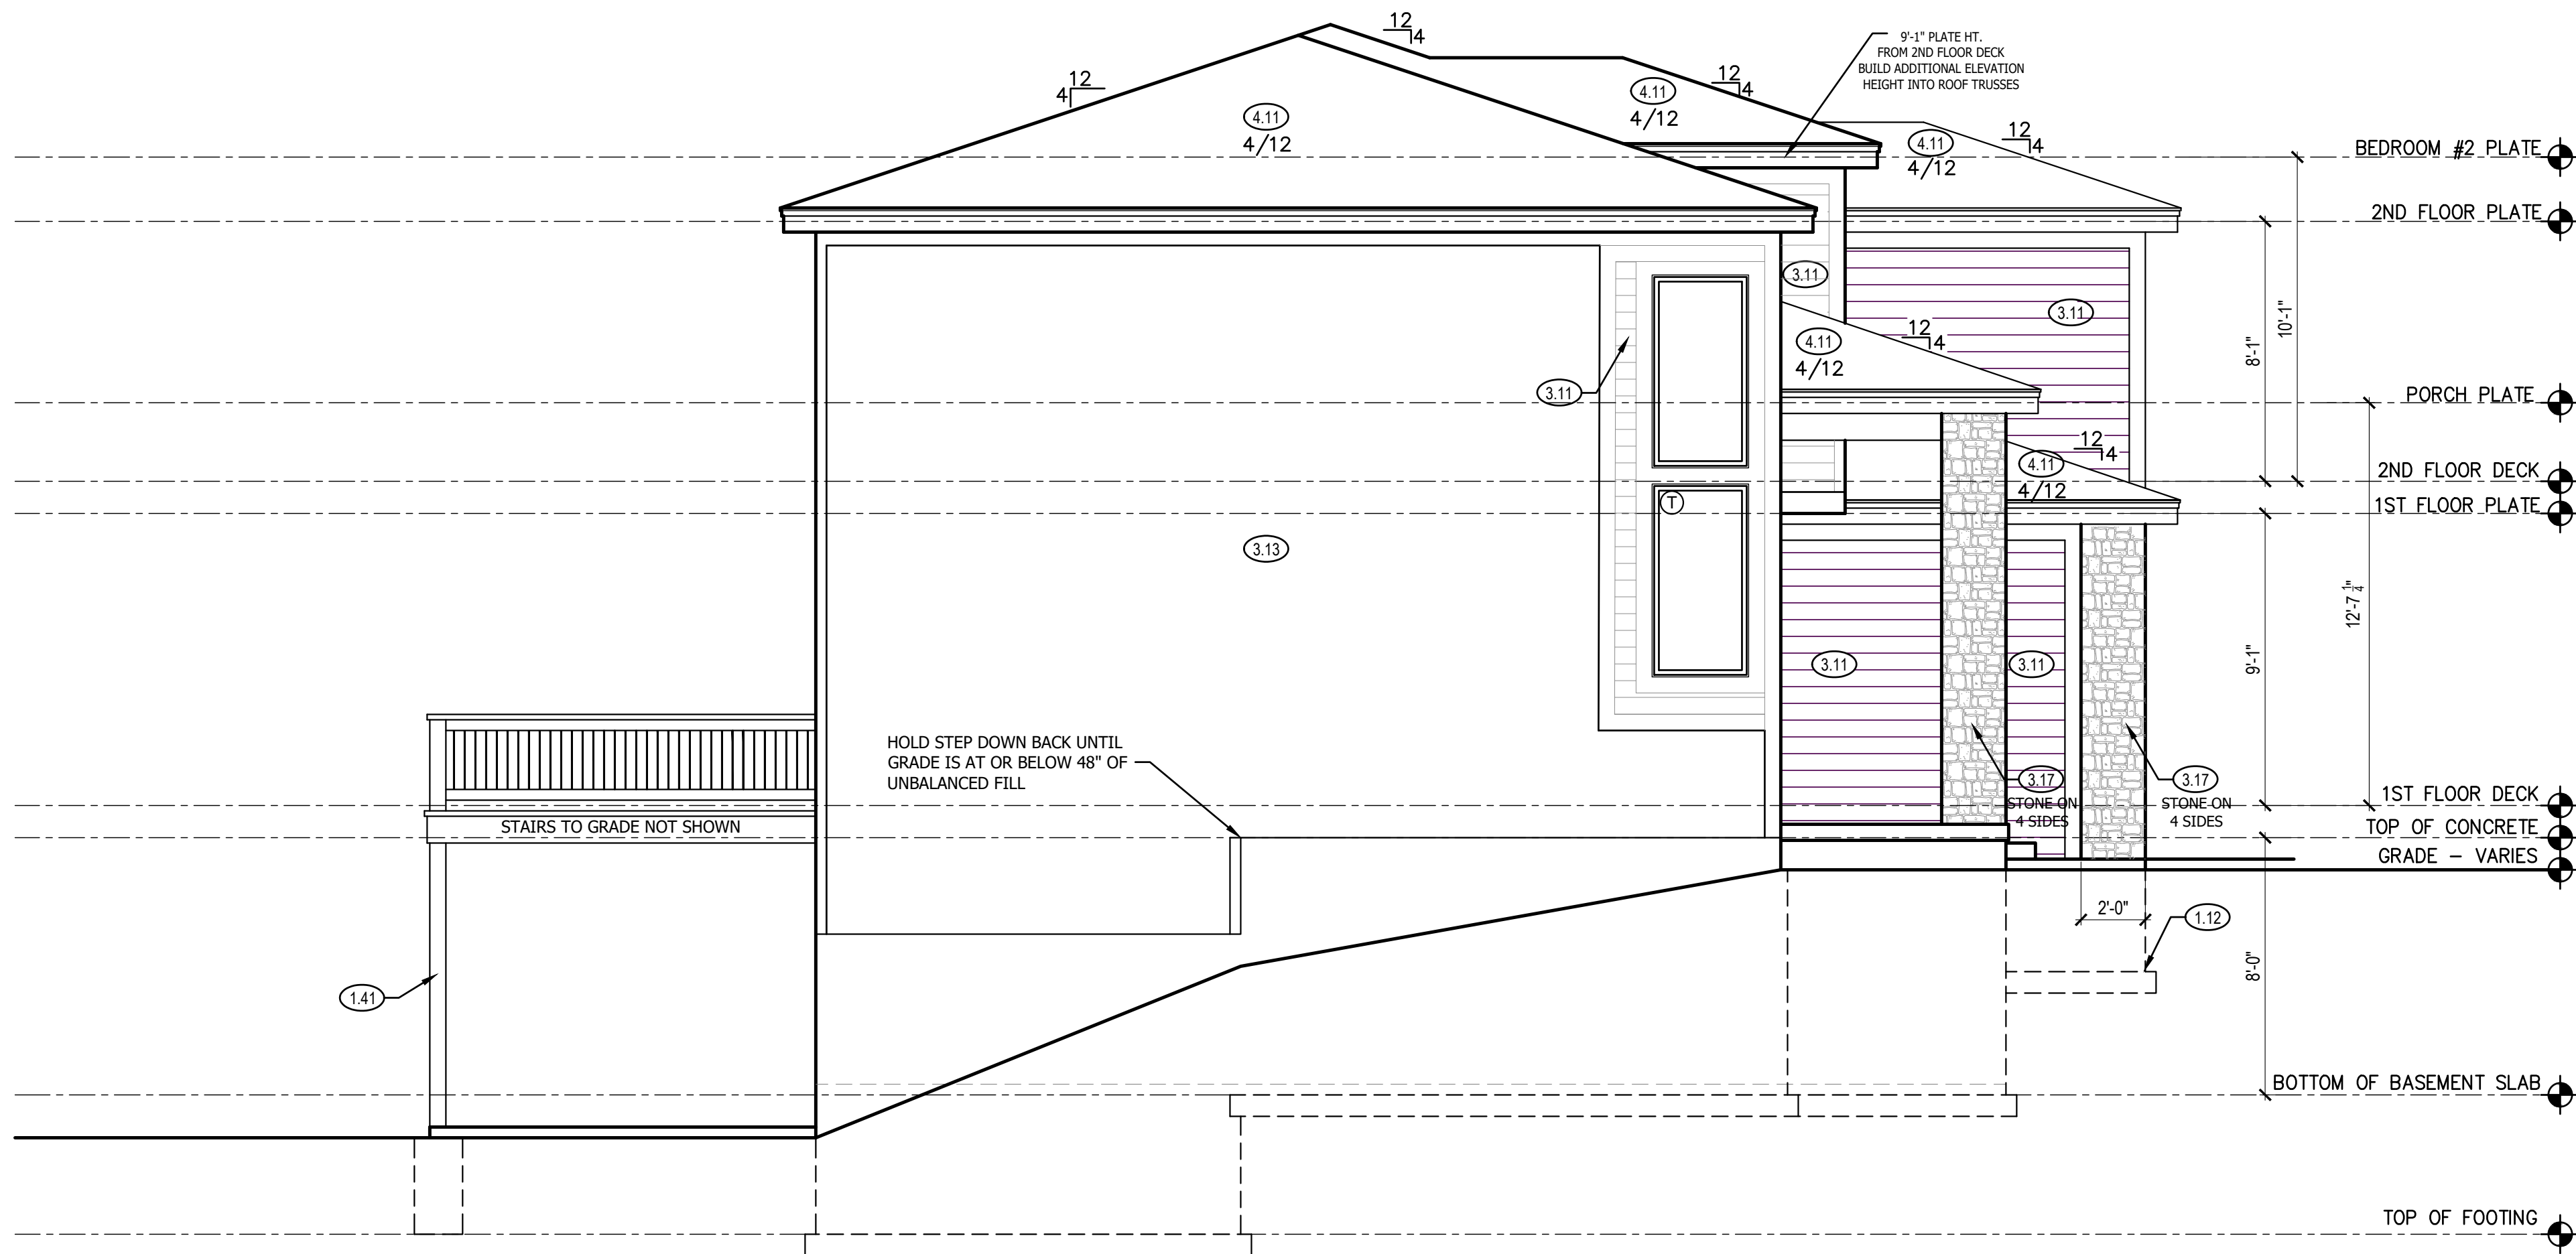 12
4
12
4
4.11
4/12
9'-1" PLATE HT.
FROM 2ND FLOOR DECK
BUILD ADDITIONAL ELEVATION
HEIGHT INTO ROOF TRUSSES
12
4
4.11
4/12
12
4
4.11
4/12
BEDROOM #2 PLATE
2ND FLOOR PLATE
3.11
3.11
10'-1"
8'-1"
12
4
4.11
4/12
3.11
PORCH PLATE
12
4
4.11
4/12
2ND FLOOR DECK
T
1ST FLOOR PLATE
3.13
12'-7 1/4"
9'-1"
3.11
3.11
HOLD STEP DOWN BACK UNTIL
GRADE IS AT OR BELOW 48" OF
UNBALANCED FILL
3.17
STONE ON
4 SIDES
3.17
STONE ON
4 SIDES
1ST FLOOR DECK
STAIRS TO GRADE NOT SHOWN
TOP OF CONCRETE
GRADE - VARIES
2'-0"
1.12
8'-0"
1.41
BOTTOM OF BASEMENT SLAB
TOP OF FOOTING